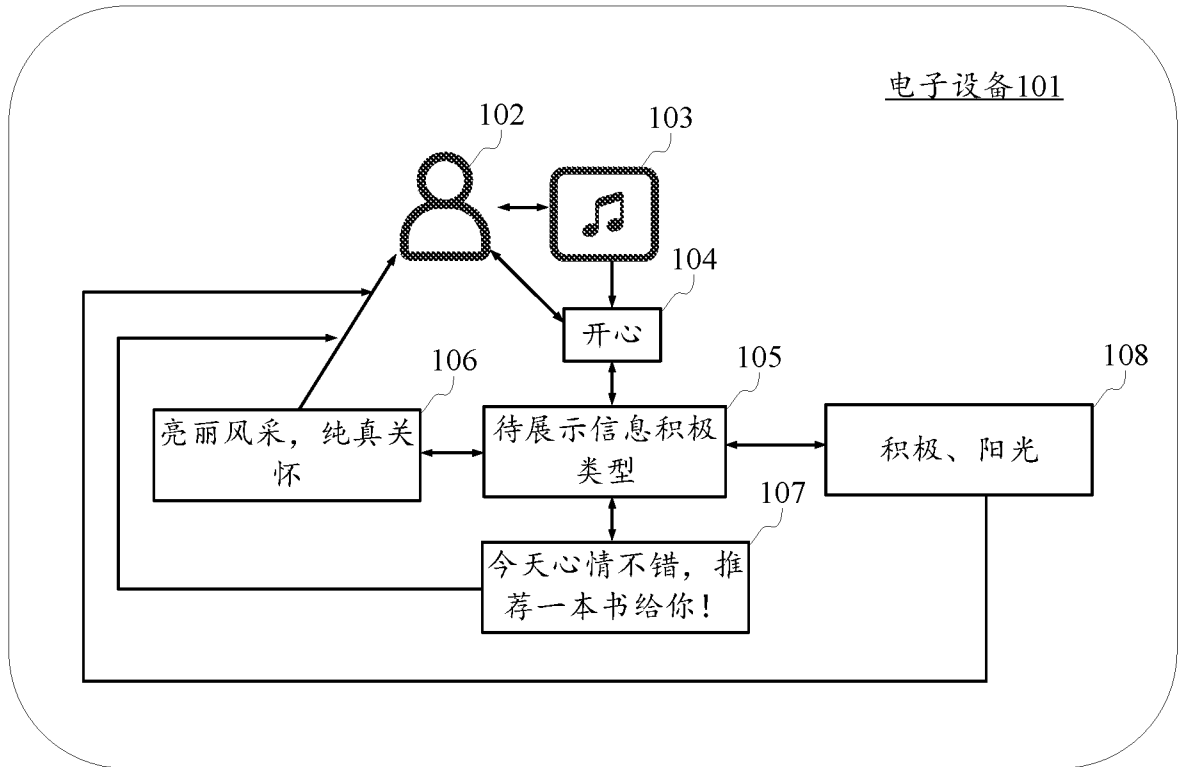 电子设备101
102
103
104
开心
106
105
108
亮丽风采，纯真关
怀
待展示信息积极
类型
积极、阳光
107
今天心情不错，推
荐一本书给你！